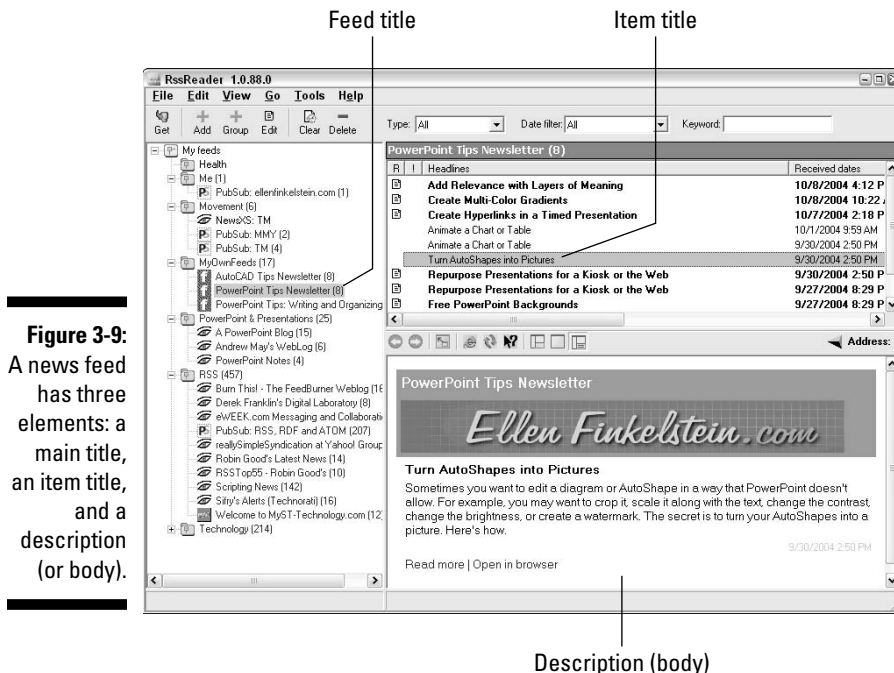 Feed title
Item title
RssReader 1.0.88.0
File Edit View Go Tools Help
Get Add Group Edit Clear Delete
Type: All Date filter: All Keyword:
My feeds
Health
Me (1)
PubSub: ellenfinkelstein.com (1)
Movement (6)
NewsXS: TM
PubSub: MMY (2)
PubSub: TM (4)
MyOwnFeeds (17)
AutoCAD Tips Newsletter (8)
PowerPoint Tips Newsletter (8)
PowerPoint Tips: Writing and Organizing
PowerPoint & Presentations (25)
A PowerPoint Blog (15)
Andrew May's WebLog (6)
PowerPoint Notes (4)
RSS (457)
Burn This! - The FeedBurner Weblog (16
Derek Franklin's Digital Laboratory (8)
eWEEK.com Messaging and Collaborati
PubSub: RSS, RDF and ATOM (207)
reallySimpleSyndication at Yahoo! Group
Robin Good's Latest News (14)
RSSTop55 - Robin Good's (10)
Scripting News (142)
Sifry's Alerts (Technorati) (16)
Welcome to MyST-Technology.com (12)
Technology (214)
PowerPoint Tips Newsletter (8)
R ! Headlines Received dates
Add Relevance with Layers of Meaning 10/8/2004 4:12 P
Create Multi-Color Gradients 10/8/2004 10:22
Create Hyperlinks in a Timed Presentation 10/7/2004 2:18 P
Animate a Chart or Table 10/1/2004 9:59 AM
Animate a Chart or Table 9/30/2004 2:50 PM
Turn AutoShapes into Pictures 9/30/2004 2:50 PM
Repurpose Presentations for a Kiosk or the Web 9/30/2004 2:50 P
Repurpose Presentations for a Kiosk or the Web 9/27/2004 8:29 P
Free PowerPoint Backgrounds 9/27/2004 8:29 P
Address:
PowerPoint Tips Newsletter
Ellen Finkelstein.com
Turn AutoShapes into Pictures
Sometimes you want to edit a diagram or AutoShape in a way that PowerPoint doesn't
allow. For example, you may want to crop it, scale it along with the text, change the contrast,
change the brightness, or create a watermark. The secret is to turn your AutoShapes into a
picture. Here's how.
9/30/2004 2:50 PM
Read more | Open in browser
Description (body)
Figure 3-9:
A news feed
has three
elements: a
main title,
an item title,
and a
description
(or body).